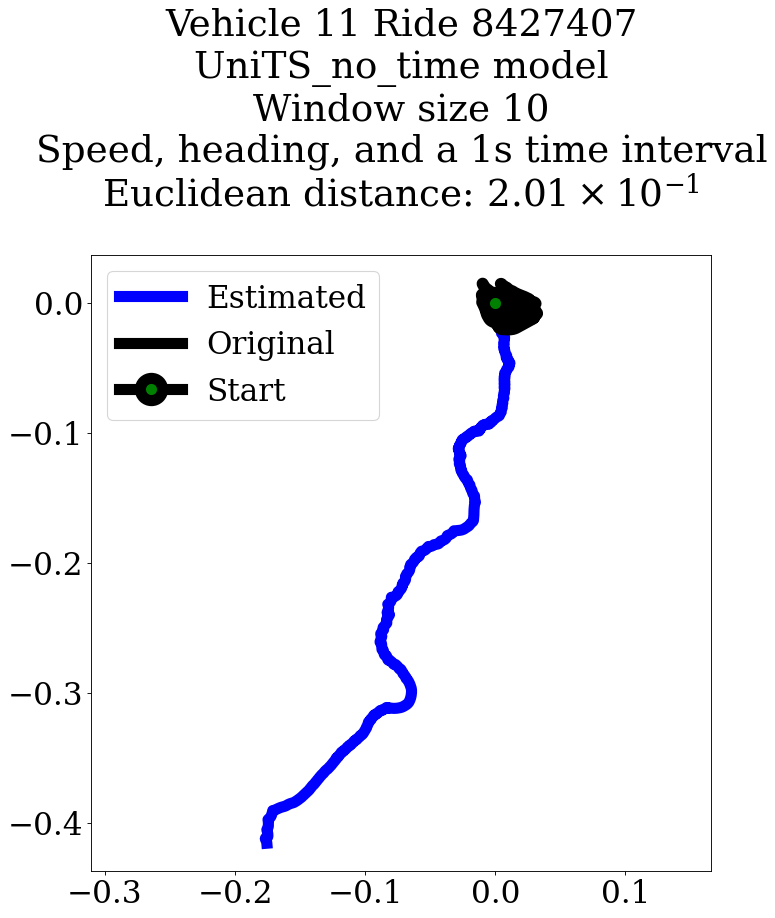 Vehicle 11 Ride 8427407
UniTS_no_time model
Window size 10
Speed, heading, and a 1s time interval
Euclidean distance: $2.01 \times 10^{-1}$
Estimated
Original
Start
0.0
−0.1
−0.2
−0.3
−0.4
−0.3
−0.2
−0.1
0.0
0.1